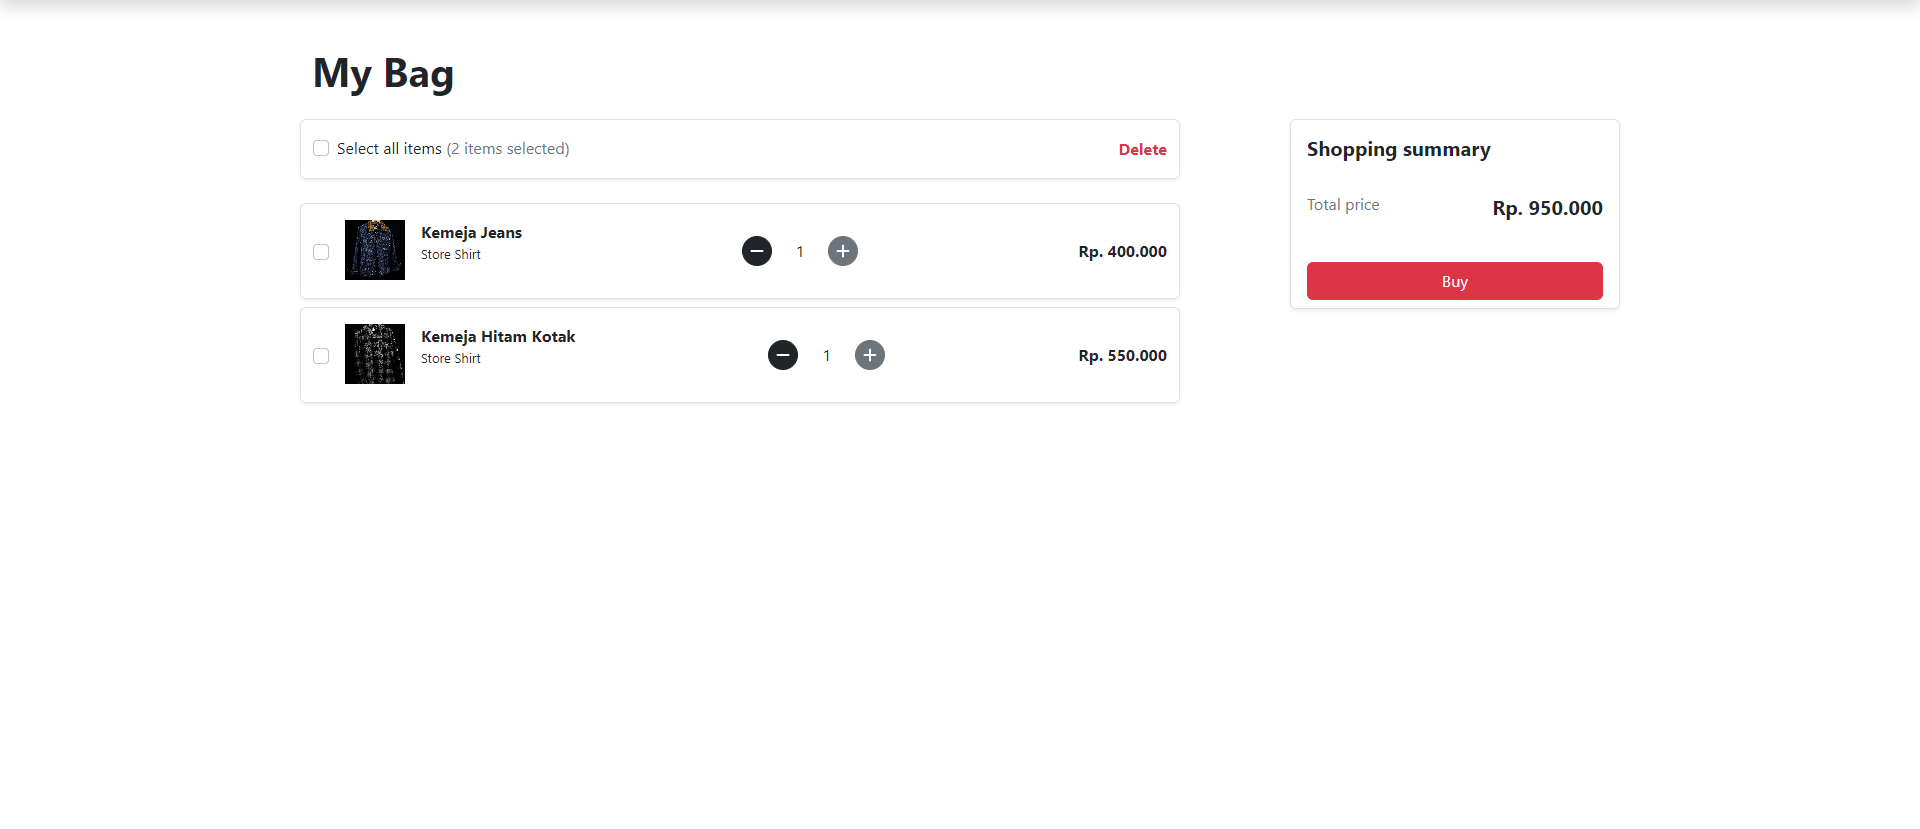 My Bag
Select all items (2 items selected)
Delete
Kemeja Jeans
Store Shirt
1
Rp. 400.000
Kemeja Hitam Kotak
Store Shirt
1
Rp. 550.000
Shopping summary
Total price
Rp. 950.000
Buy